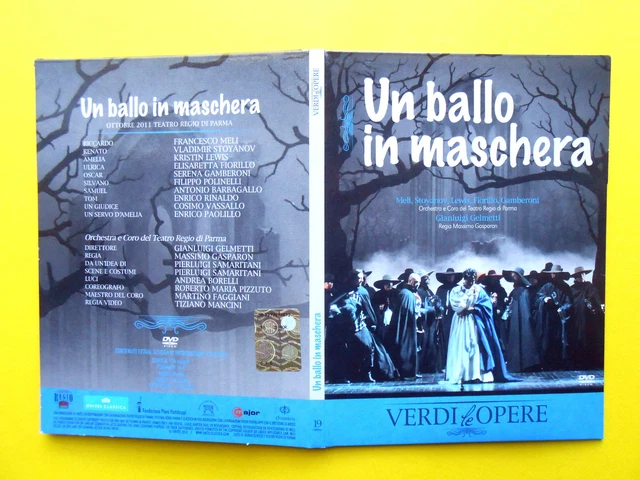 Un ballo in maschera
OTTOBRE 2011 TEATRO REGIO DI PARMA
RICCARDO FRANCESCO MELI
RENATO VLADIMIR STOYANOV
AMELIA KRISTIN LEWIS
ULRICA ELISABETTA FIORILLO
OSCAR SERENA GAMBERONI
SILVANO FILIPPO POLINELLI
SAMUEL ANTONIO BARBAGALLO
TOM ENRICO RINALDO
UN GIUDICE COSIMO VASSALLO
UN SERVO D'AMELIA ENRICO PAOLILLO
Orchestra e Coro del Teatro Regio di Parma
DIRETTORE GIANLUIGI GELMETTI
REGIA MASSIMO GASPARON
DA UN'IDEA DI PIERLUIGI SAMARITANI
SCENE E COSTUMI PIERLUIGI SAMARITANI
LUCI ANDREA BORELLI
COREOGRAFO ROBERTO MARIA PIZZUTO
MAESTRO DEL CORO MARTINO FAGGIANI
REGIA VIDEO TIZIANO MANCINI
DVD
VIDEO
REGIO
major
VERDI le OPERE
Un ballo in maschera
19
Un ballo
in maschera
Meli, Stoyanov, Lewis, Fiorillo, Gamberoni
Orchestra e Coro del Teatro Regio di Parma
Gianluigi Gelmetti
Regia Massimo Gasparon
DVD
VIDEO
VERDI le OPERE